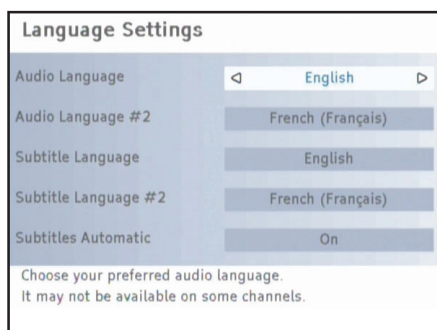 Language Settings
Audio Language English
Audio Language #2 French (Français)
Subtitle Language English
Subtitle Language #2 French (Français)
Subtitles Automatic On
Choose your preferred audio language.
It may not be available on some channels.